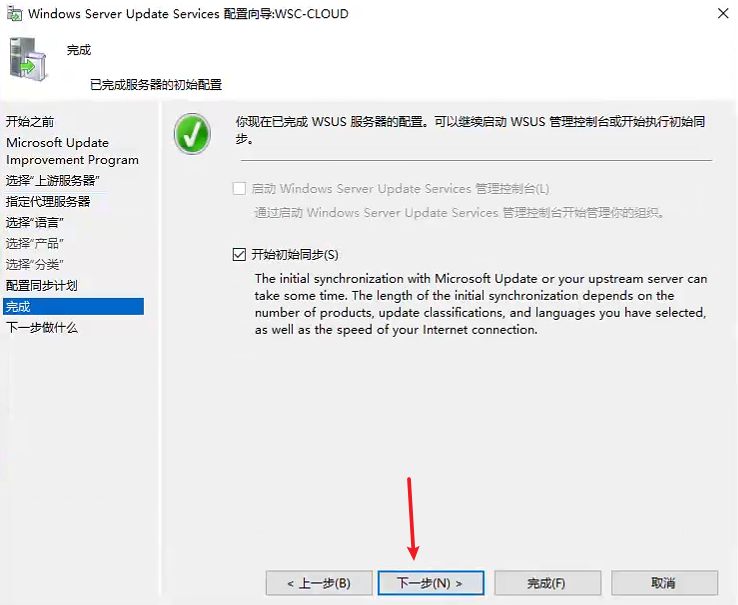 Windows Server Update Services 配置向导:WSC-CLOUD
完成
已完成服务器的初始配置
开始之前
Microsoft Update
Improvement Program
选择“上游服务器”
指定代理服务器
选择“语言”
选择“产品”
选择“分类”
配置同步计划
完成
下一步做什么
你现在已完成 WSUS 服务器的配置。可以继续启动 WSUS 管理控制台或开始执行初始同
步。
启动 Windows Server Update Services 管理控制台(L)
通过启动 Windows Server Update Services 管理控制台开始管理你的组织。
开始初始同步(S)
The initial synchronization with Microsoft Update or your upstream server can
take some time. The length of the initial synchronization depends on the
number of products, update classifications, and languages you have selected,
as well as the speed of your Internet connection.
< 上一步(B)
下一步(N) >
完成(F)
取消